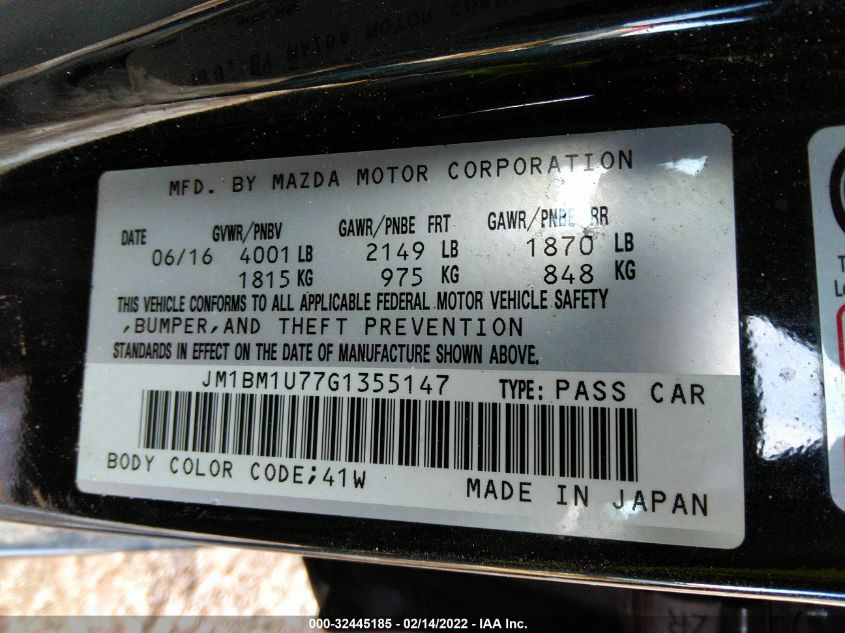 MFD. BY MAZDA MOTOR CORPORATION
DATE GVWR/PNBV GAWR/PNBE FRT GAWR/PNBE RR
06/16 4001 LB 2149 LB 1870 LB
1815 KG 975 KG 848 KG
THIS VEHICLE CONFORMS TO ALL APPLICABLE FEDERAL MOTOR VEHICLE SAFETY
,BUMPER,AND THEFT PREVENTION
STANDARDS IN EFFECT ON THE DATE OF MANUFACTURE SHOWN ABOVE.
JM1BM1U77G1355147 TYPE: PASS CAR
BODY COLOR CODE;41W
MADE IN JAPAN
000-32445185 - 02/14/2022 - IAA Inc.